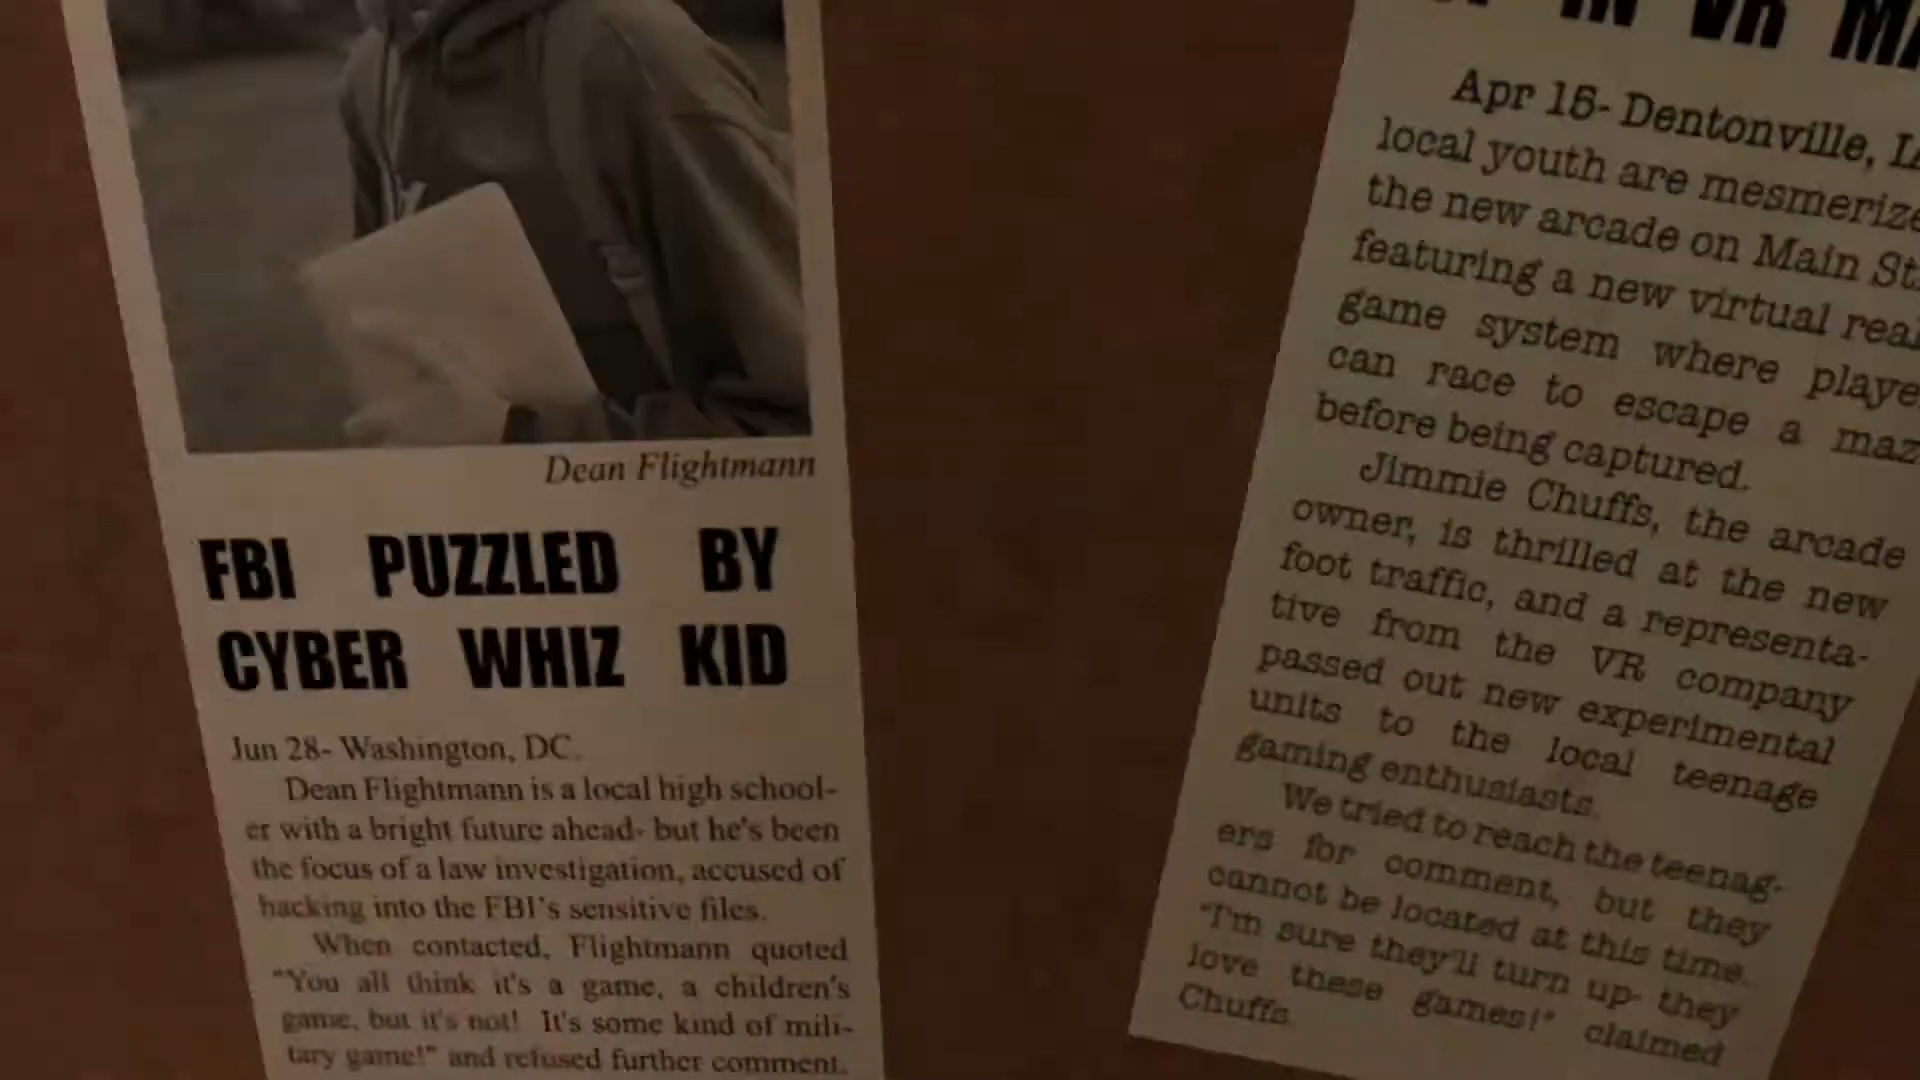 Dean Flightmann
FBI PUZZLED BY
CYBER WHIZ KID
Jun 28- Washington, DC.
Dean Flightmann is a local high school-
er with a bright future ahead- but he's been
the focus of a law investigation, accused of
hacking into the FBI's sensitive files.
When contacted, Flightmann quoted
"You all think it's a game, a children's
game, but it's not! It's some kind of mili-
tary game!" and refused further comment.
IN VR
Apr 15- Dentonville,
local youth are
the new arcade on Main
featuring a new virtual
game system where
can race to escape a
before being captured.
Jimmie Chuffs, the arcade
owner, is thrilled at the new
foot traffic, and a representa-
tive from the VR company
passed out new experimental
units to the local teenage
gaming enthusiasts.
We tried to reach the teenag-
ers for comment, but they
cannot be located at this time.
"I'm sure they'll turn up- they
love these games!" claimed
Chuffs.